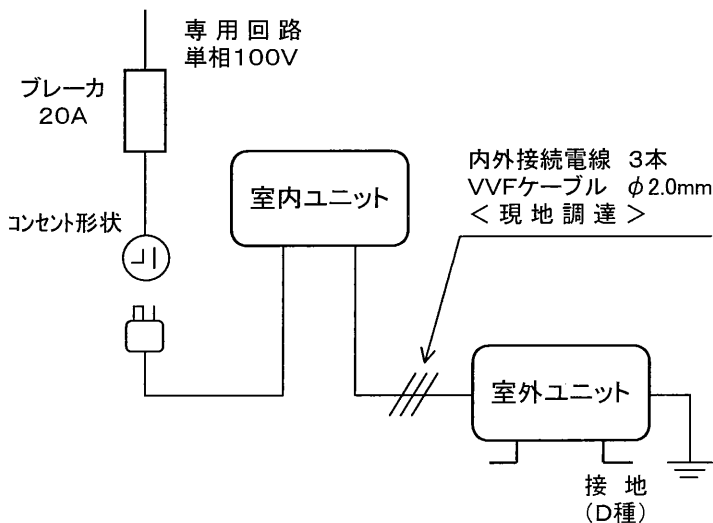 専用回路
単相100V
ブレーカ
20A
コンセント形状
室内ユニット
内外接続電線 3本
VVFケーブル φ2.0mm
<現地調達>
室外ユニット
接地
(D種)